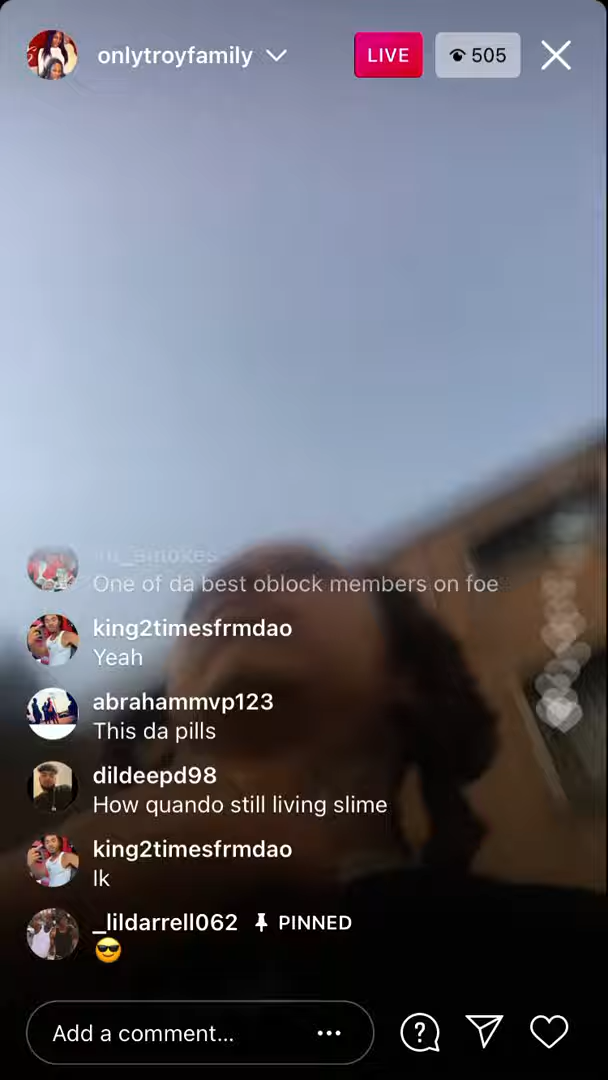 onlytroyfamily
LIVE
505
One of da best oblock members on foe
king2timesfrmdao
Yeah
abrahammvp123
This da pills
dildeepd98
How quando still living slime
king2timesfrmdao
Ik
_lildarrell062 PINNED
😎
Add a comment...